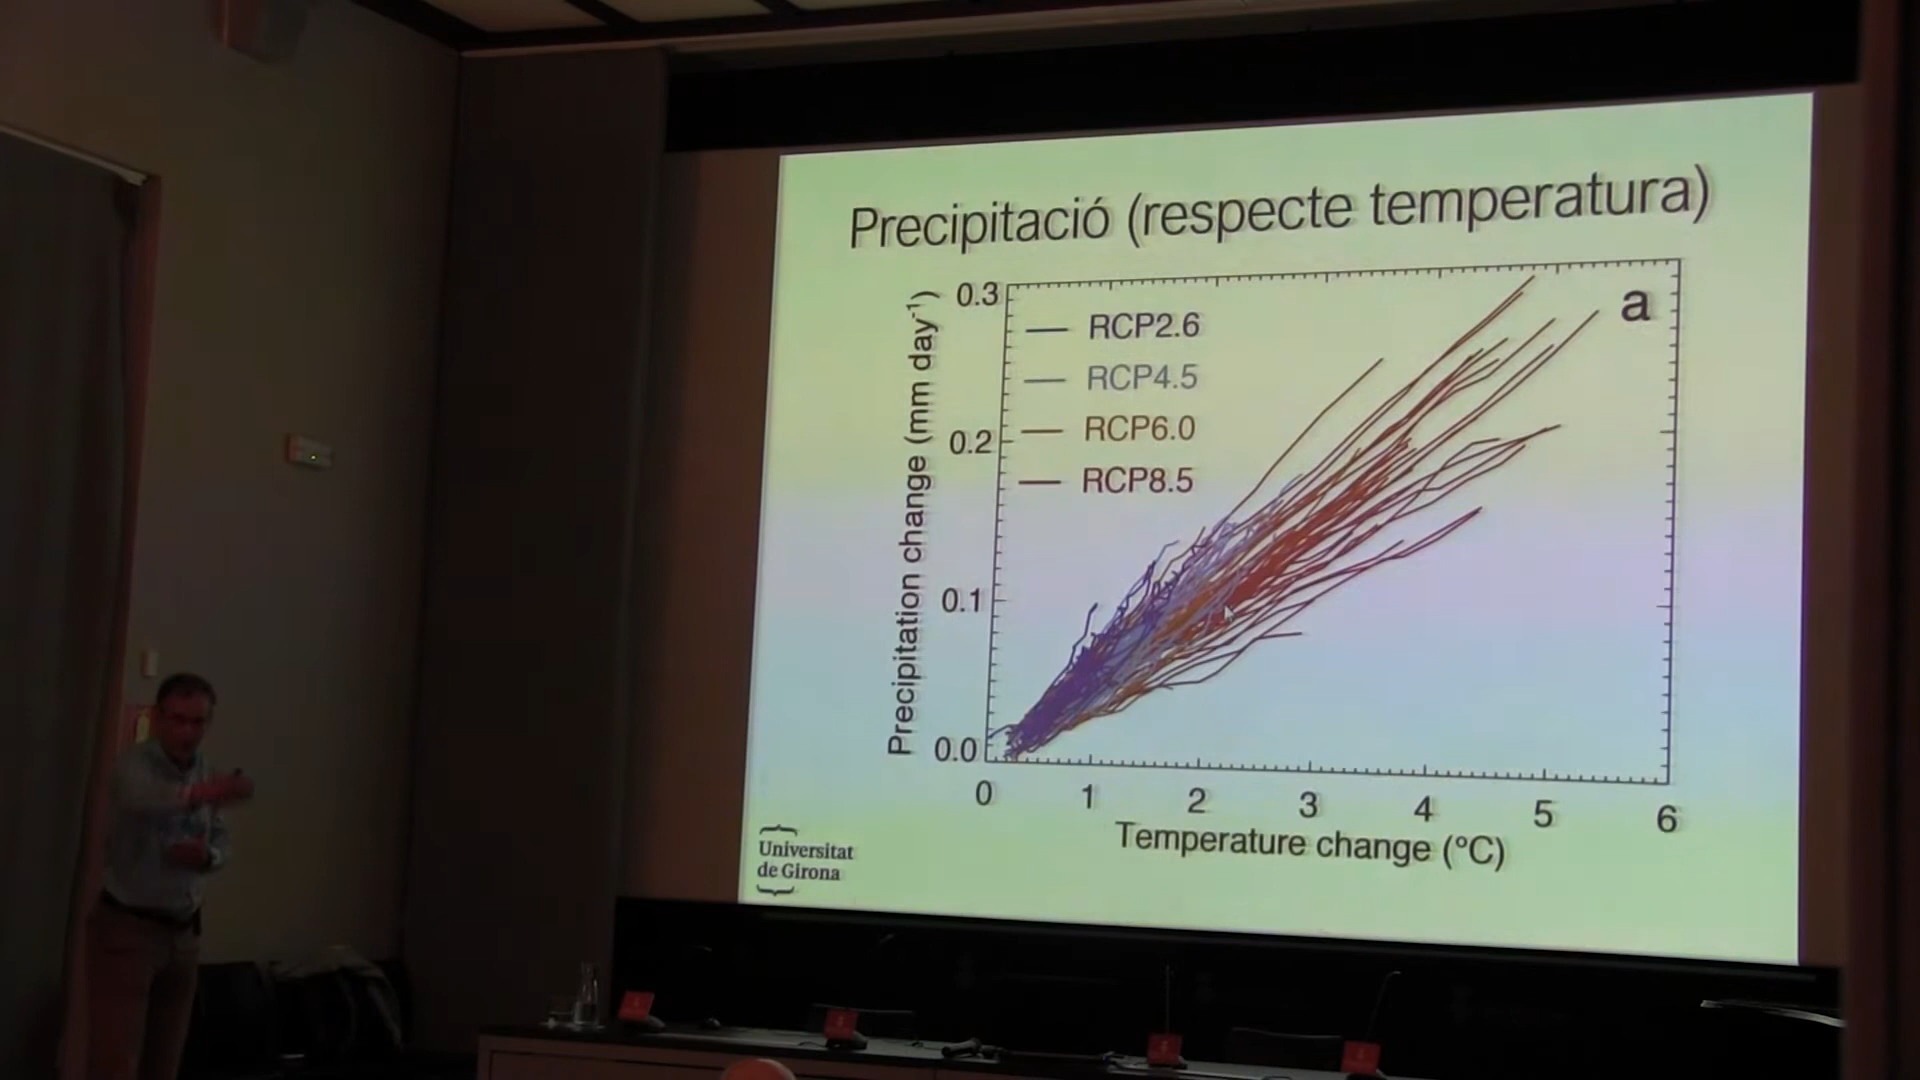 Precipitació (respecte temperatura)
Precipitation change (mm day-1)
0.3
0.2
0.1
0.0
RCP2.6
RCP4.5
RCP6.0
RCP8.5
a
0 1 2 3 4 5 6
Temperature change (°C)
Universitat
de Girona